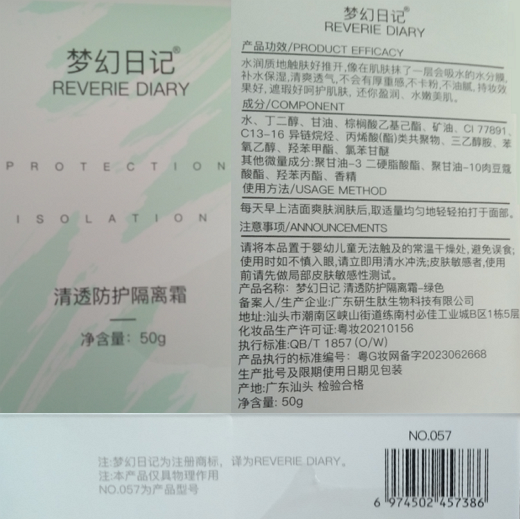 梦幻日记®
REVERIE DIARY
PROTECTION
ISOLATION
清透防护隔离霜
净含量：50g
梦幻日记®
REVERIE DIARY
产品功效/PRODUCT EFFICACY
水润质地触肤好推开,像在肌肤抹了一层会吸水的水分膜,
补水保湿,清爽透气,不会有厚重感,不卡粉,不油腻,持妆效
果好,遮瑕好呵护肌肤, 还你盈润、水嫩美肌。
成分/COMPONENT
水、丁二醇、甘油、棕榈酸乙基己酯、矿油、CI 77891、
C13-16 异链烷烃、丙烯酸(酯)类共聚物、三乙醇胺、苯
氧乙醇、羟苯甲酯、氯苯甘醚
其他微量成分:聚甘油-3 二硬脂酸酯、聚甘油-10肉豆蔻
酸酯、羟苯丙酯、香精
使用方法/USAGE METHOD
每天早上洁面爽肤润肤后,取适量均匀地轻轻拍打于面部。
注意事项/ANNOUNCEMENTS
请将本品置于婴幼儿童无法触及的常温干燥处,避免误食;
使用时如不慎入眼,请立即用清水冲洗;皮肤敏感者,使用
前请先做局部皮肤敏感性测试。
产品名称：梦幻日记 清透防护隔离霜-绿色
备案人/生产企业:广东研生肽生物科技有限公司
地址:汕头市潮南区峡山街道练南村必佳工业城B区1栋5层
化妆品生产许可证:粤妆20210156
执行标准:QB/T 1857 (O/W)
产品执行的标准编号：粤G妆网备字2023062668
生产批号及限期使用日期见包装
产地:广东汕头 检验合格
净含量: 50g
注:梦幻日记为注册商标，译为REVERIE DIARY。
注:本产品仅具物理作用
NO.057为产品型号
NO.057
6 974502 457386